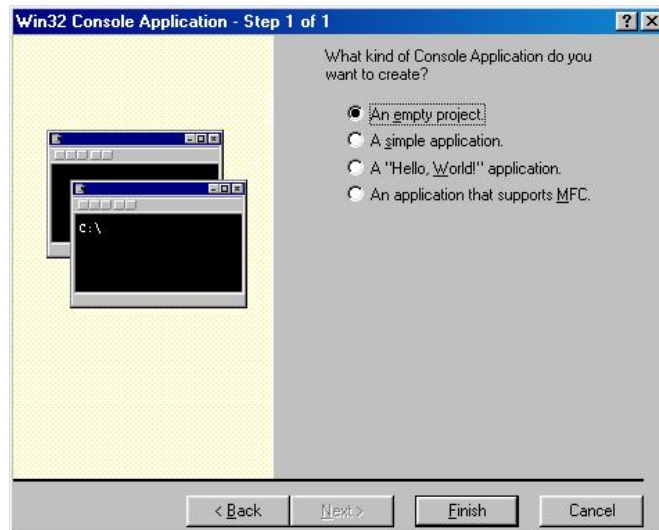 Win32 Console Application - Step 1 of 1
What kind of Console Application do you
want to create?
An empty project.
A simple application.
A "Hello, World!" application.
An application that supports MFC.
C:\
< Back
Next >
Finish
Cancel